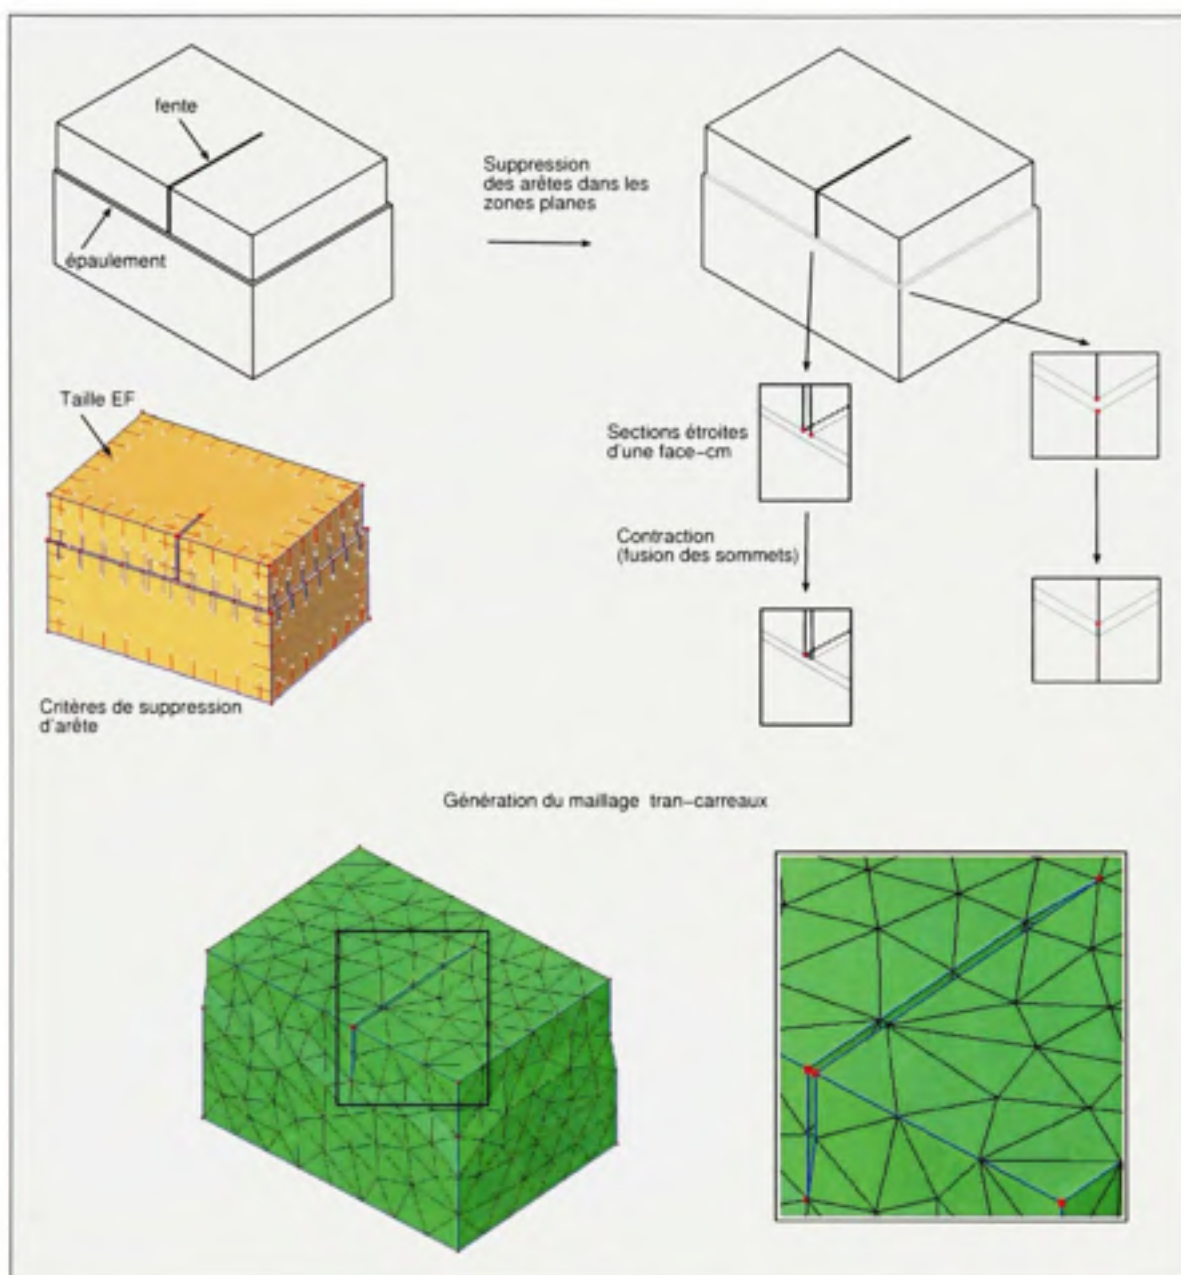 fente
épaulement
Suppression
des arêtes dans les
zones planes
Taille EF
Critères de suppression
d'arête
Sections étroites
d'une face-cm
Contraction
(fusion des sommets)
Génération du maillage tran-carreaux